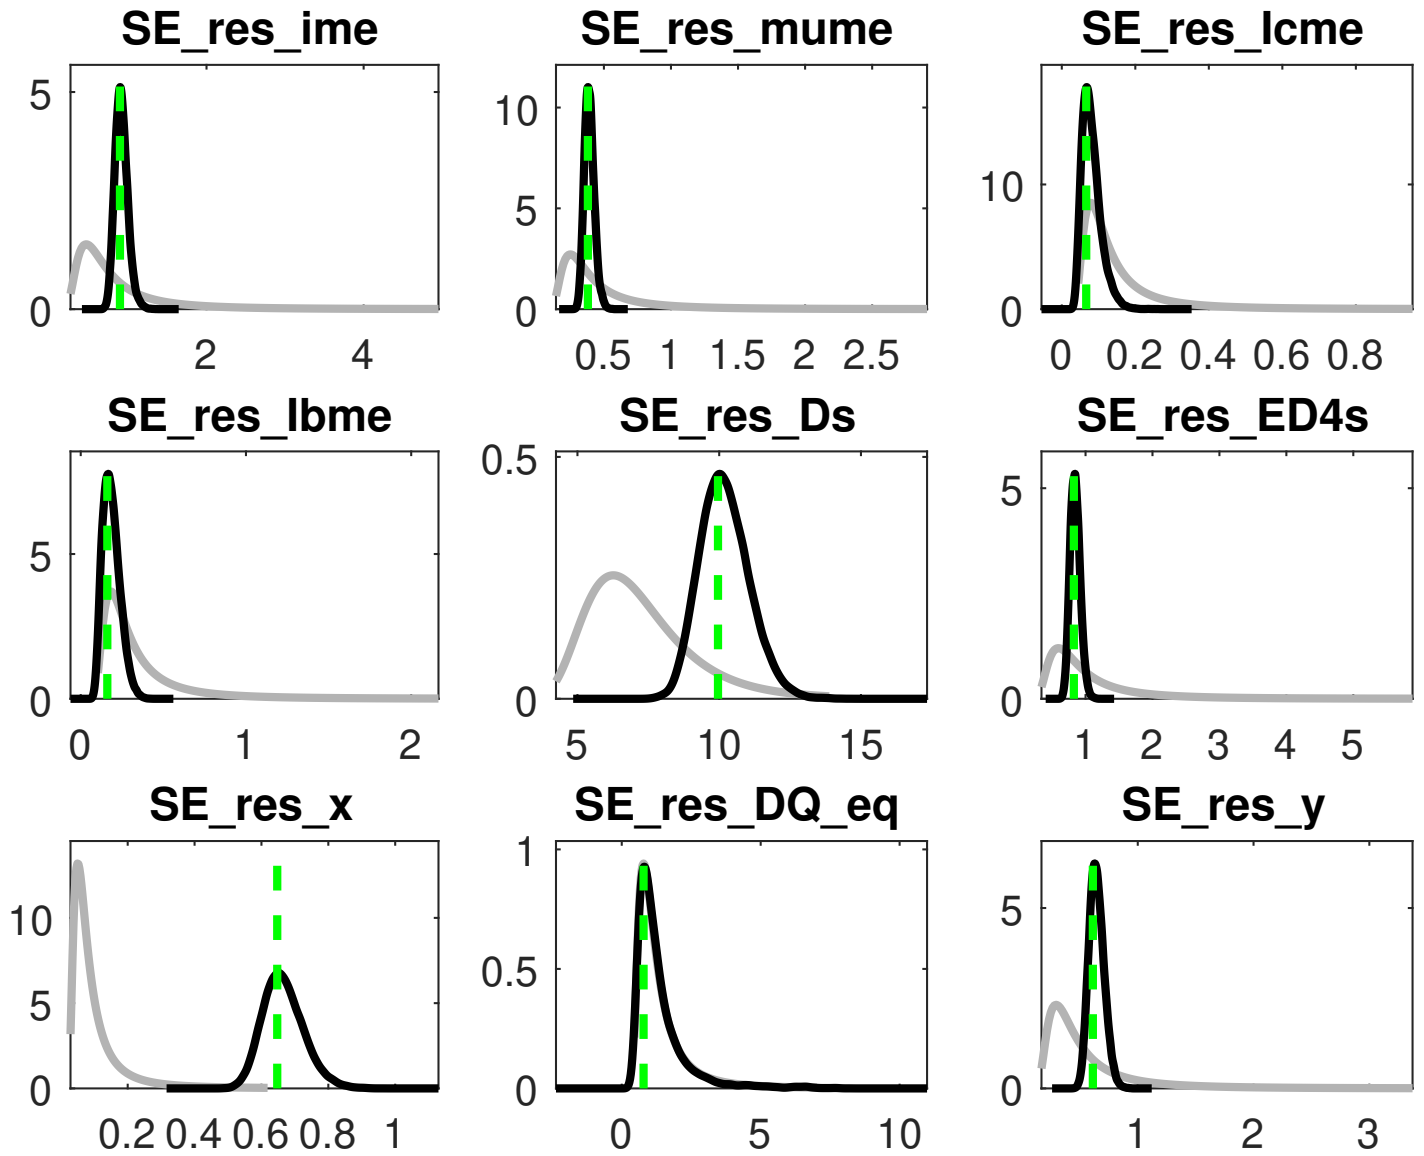 SE_res_ime SE_res_mume SE_res_lcme
5 10 10
0 5 0
0
2 4 0.5 1 1.5 2 2.5 0 0.2 0.4 0.6 0.8
SE_res_lbme SE_res_Ds SE_res_ED4s
5 0.5 5
0 0 0
0 1 2 5 10 15 1 2 3 4 5
SE_res_x SE_res_DQ_eq SE_res_y
10 1 5
5 0.5 0
0 0
0.2 0.4 0.6 0.8 1 0 5 10 1 2 3